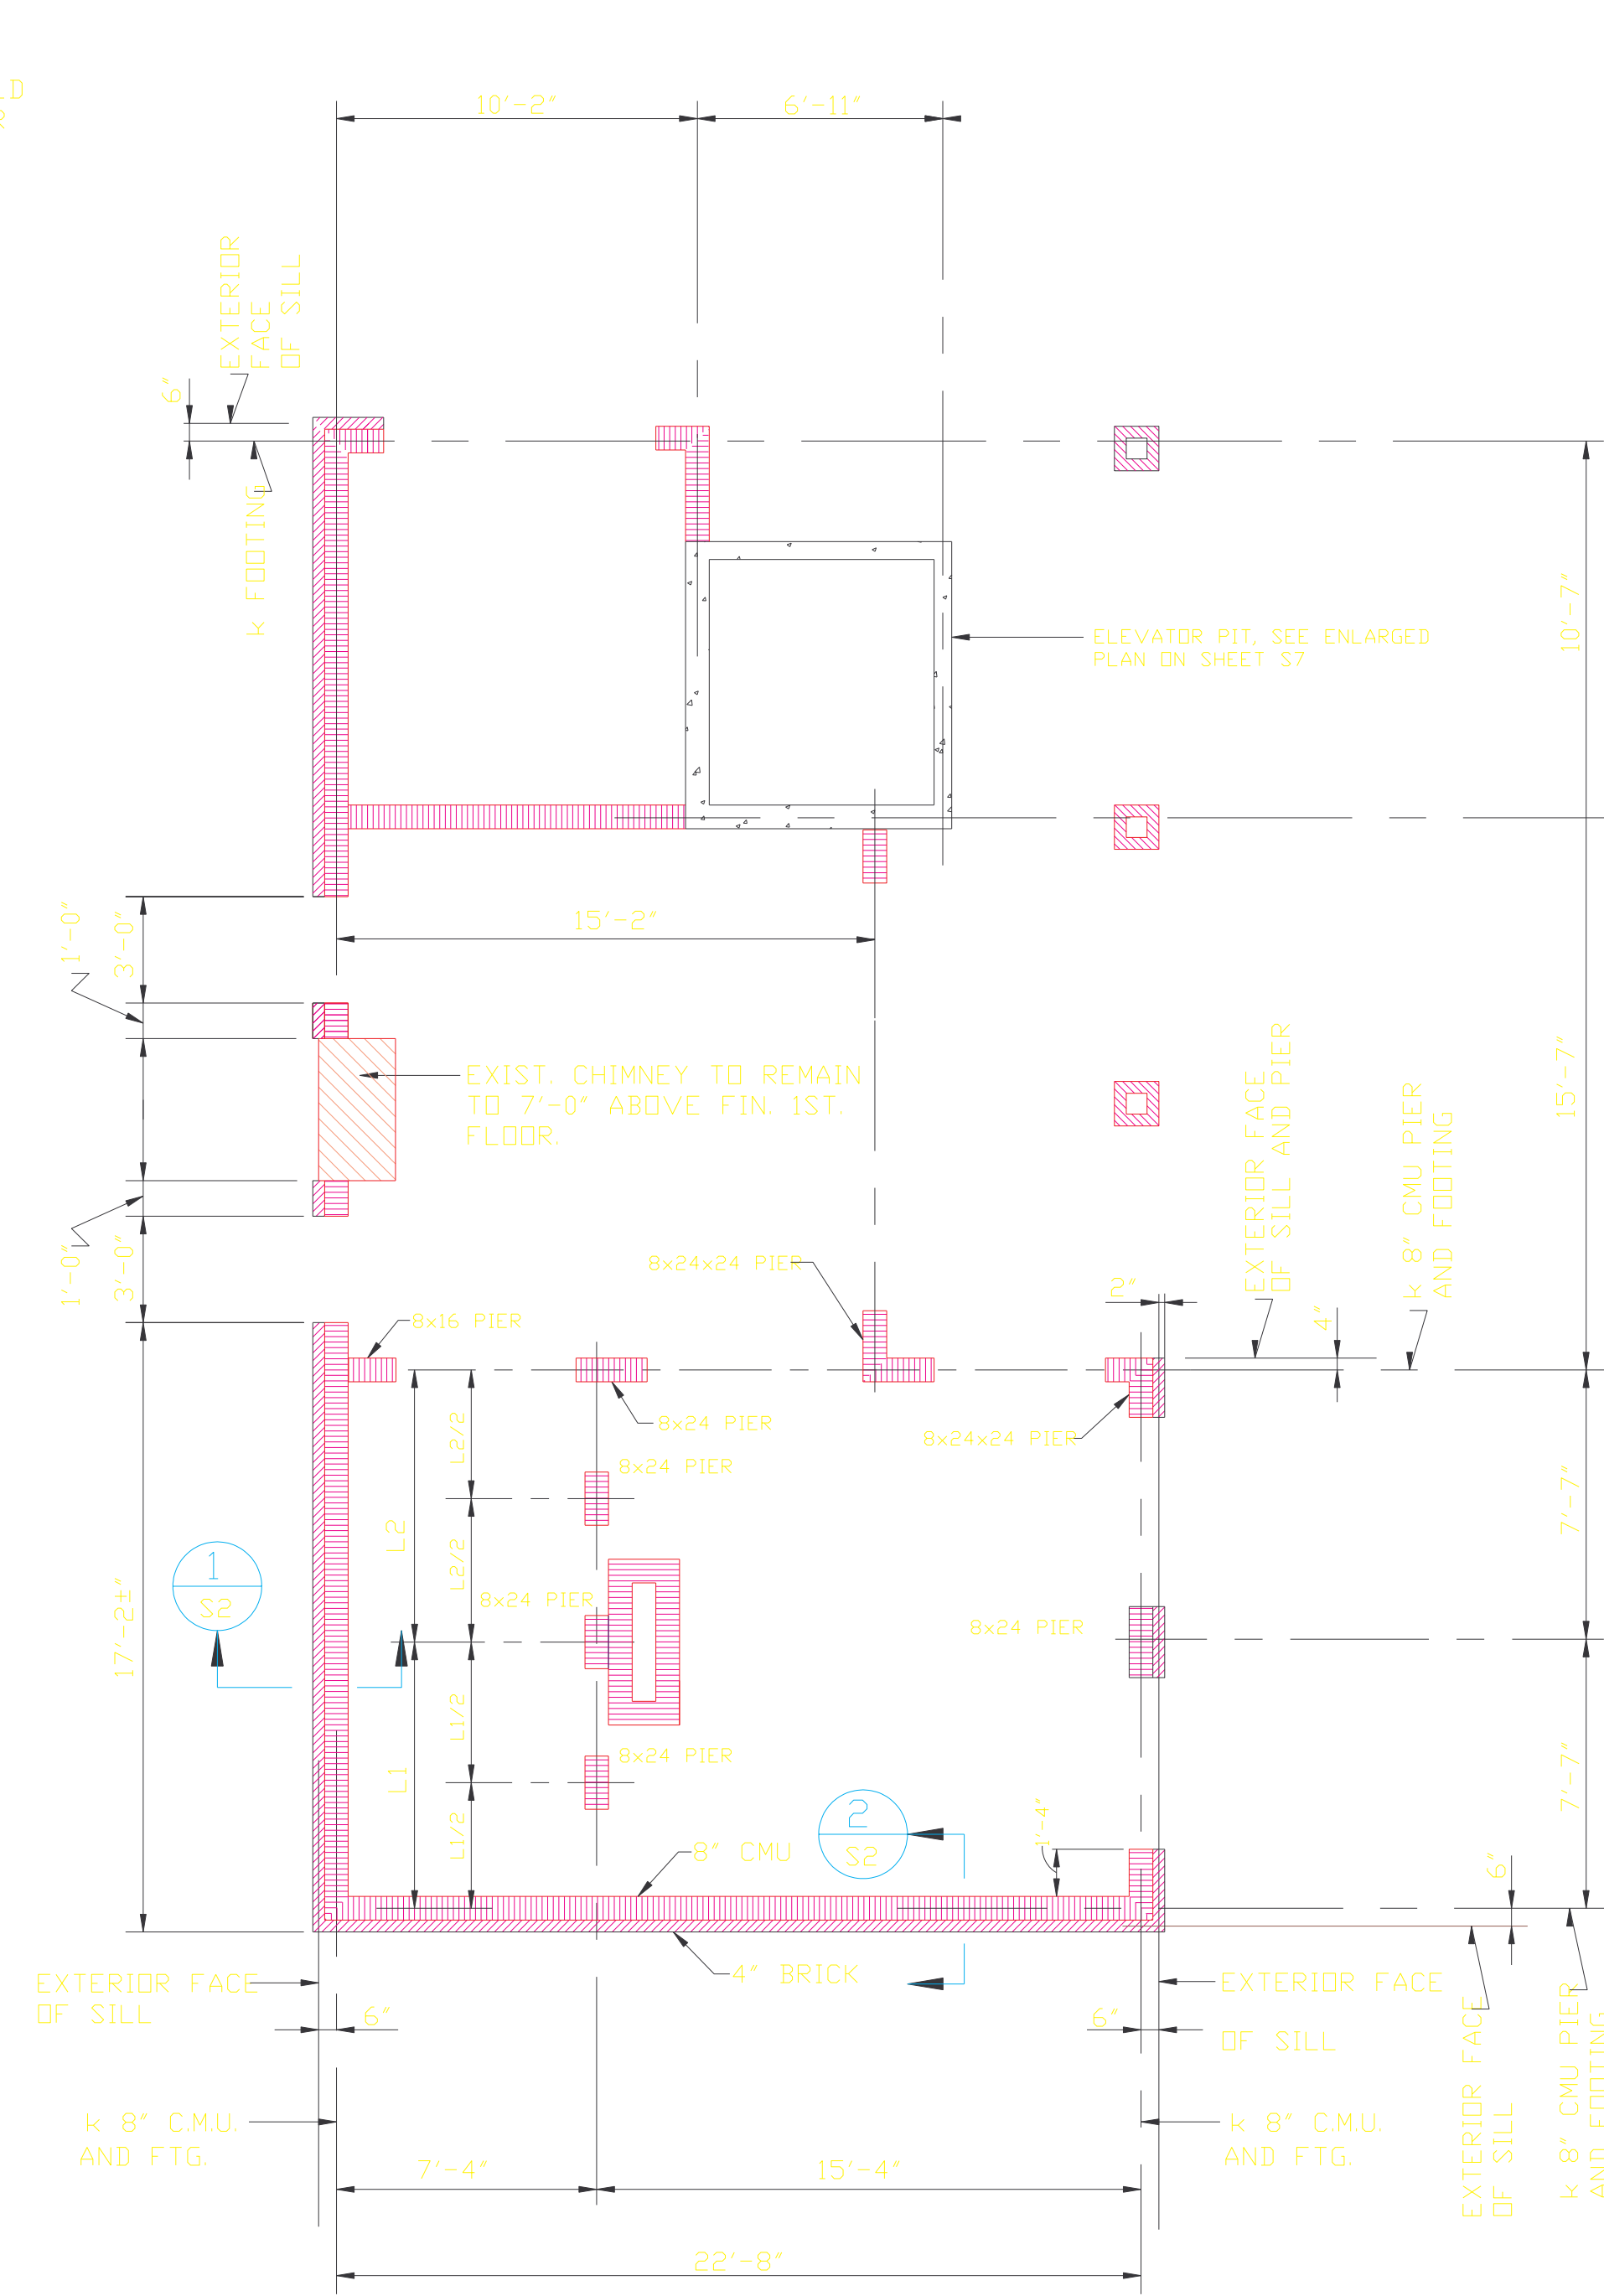 LD
10'-2"
6'-11"
EXTERIOR
FACE
OF SILL
6"
k FOOTING
10'-7"
ELEVATOR PIT, SEE ENLARGED
PLAN ON SHEET S7
1'-0"
3'-0"
15'-2"
EXIST. CHIMNEY TO REMAIN
TO 7'-0" ABOVE FIN. 1ST.
FLOOR.
EXTERIOR FACE
OF SILL AND PIER
k 8" CMU PIER
AND FOOTING
15'-7"
1'-0"
3'-0"
8x24x24 PIER
2"
4"
8x16 PIER
8x24 PIER
8x24x24 PIER
L2/2
8x24 PIER
L2
L2/2
7'-7"
1
S2
8x24 PIER
8x24 PIER
17'-2±"
L1/2
8x24 PIER
L1
7'-7"
L1/2
2
S2
1'-4"
8" CMU
6"
4" BRICK
EXTERIOR FACE
OF SILL
6"
6"
EXTERIOR FACE
OF SILL
EXTERIOR FACE
OF SILL
k 8" CMU PIER
AND FOOTING
k 8" C.M.U.
AND FTG.
k 8" C.M.U.
AND FTG.
7'-4"
15'-4"
22'-8"